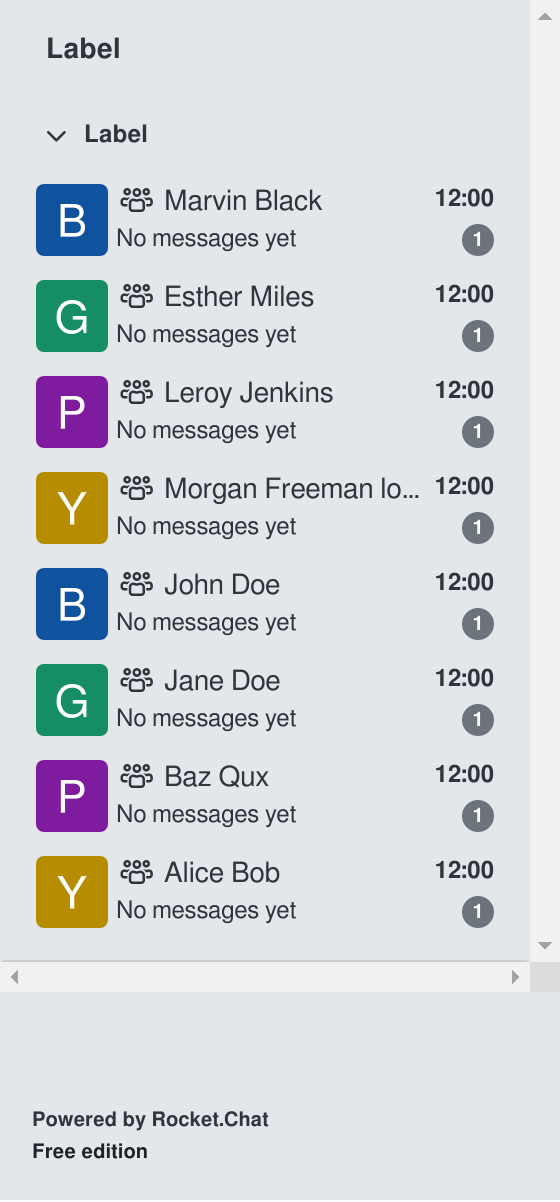 Label
Label
B Marvin Black 12:00
No messages yet 1
G Esther Miles 12:00
No messages yet 1
P Leroy Jenkins 12:00
No messages yet 1
Y Morgan Freeman lo... 12:00
No messages yet 1
B John Doe 12:00
No messages yet 1
G Jane Doe 12:00
No messages yet 1
P Baz Qux 12:00
No messages yet 1
Y Alice Bob 12:00
No messages yet 1
Powered by Rocket.Chat
Free edition